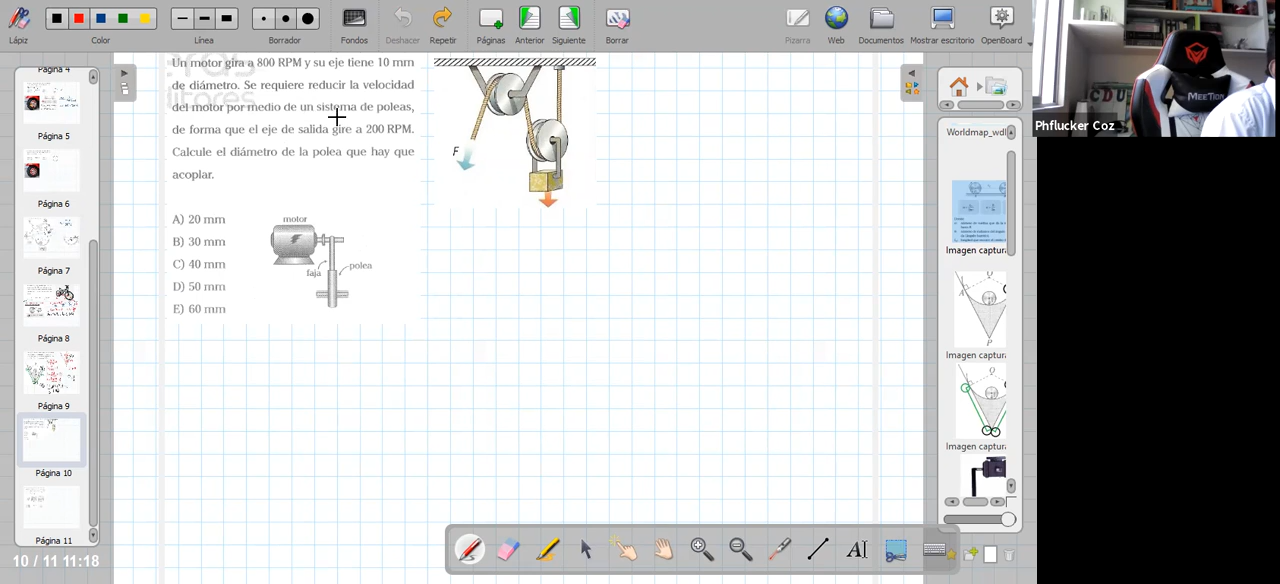 Lápiz
Color
Línea
Borrador
Fondos
Deshacer
Repetir
Páginas
Anterior
Siguiente
Borrar
Pizarra
Web
Documentos
Mostrar escritorio
OpenBoard
Página 4
Página 5
Página 6
Página 7
Página 8
Página 9
Página 10
Página 11
10 / 11 11:18
Un motor gira a 800 RPM y su eje tiene 10 mm
de diámetro. Se requiere reducir la velocidad
del motor por medio de un sistema de poleas,
de forma que el eje de salida gire a 200 RPM.
Calcule el diámetro de la polea que hay que
acoplar.
A) 20 mm
B) 30 mm
C) 40 mm
D) 50 mm
E) 60 mm
motor
faja
polea
F
Worldmap_wdl
Imagen captura
Imagen captura
Imagen captura
Q
A
P
Q
MEETION
Phflucker Coz